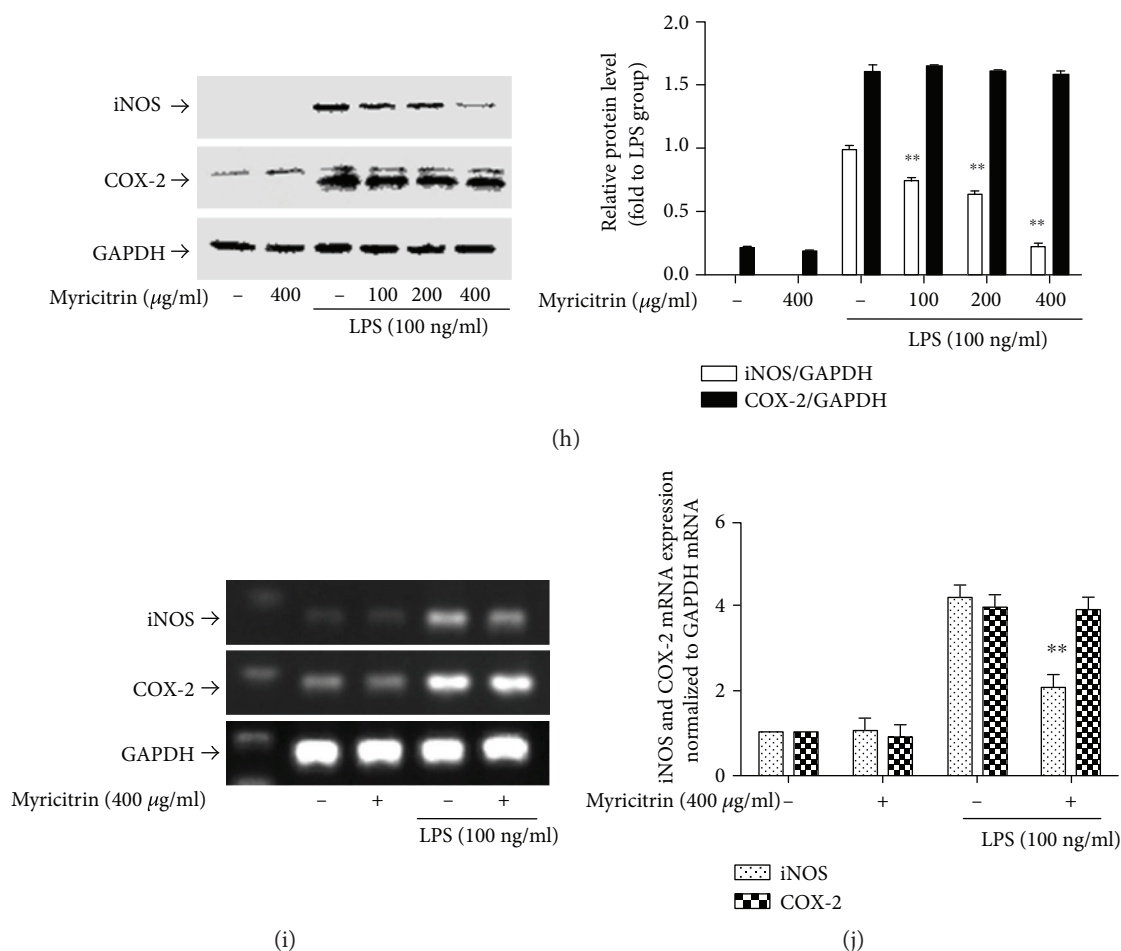 iNOS →
COX-2 →
GAPDH →
Myricitrin (μg/ml) – 400 – 100 200 400
LPS (100 ng/ml)
Relative protein level
(fold to LPS group)
2.0
1.5
1.0
0.5
0.0
**
**
**
Myricitrin (μg/ml) – 400 – 100 200 400
LPS (100 ng/ml)
iNOS/GAPDH
COX-2/GAPDH
(h)
iNOS →
COX-2 →
GAPDH →
Myricitrin (400 μg/ml) – + – +
LPS (100 ng/ml)
(i)
iNOS and COX-2 mRNA expression
normalized to GAPDH mRNA
6
4
2
0
**
Myricitrin (400 μg/ml) – + – +
LPS (100 ng/ml)
iNOS
COX-2
(j)